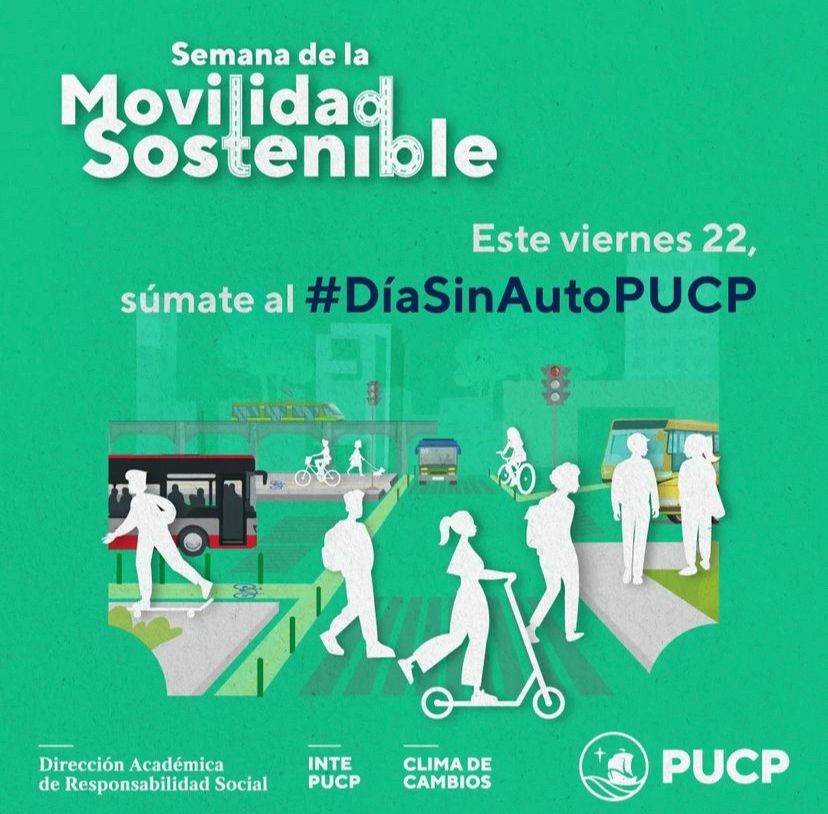 Semana de la
Movilidad
Sostenible
Este viernes 22,
súmate al #DíaSinAutoPUCP
Dirección Académica
de Responsabilidad Social
INTE
PUCP
CLIMA DE
CAMBIOS
PUCP